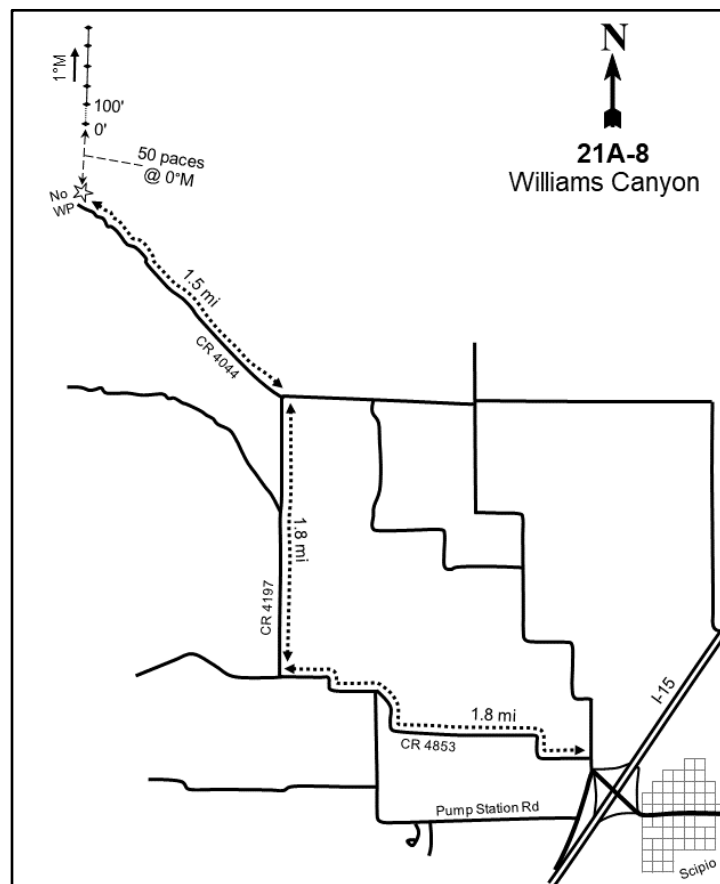 N
21A-8
Williams Canyon
1°M
100'
0'
50 paces
@ 0°M
No
WP
1.5 mi
CR 4044
1.8 mi
CR 4197
1.8 mi
CR 4853
I-15
Pump Station Rd
Scipio